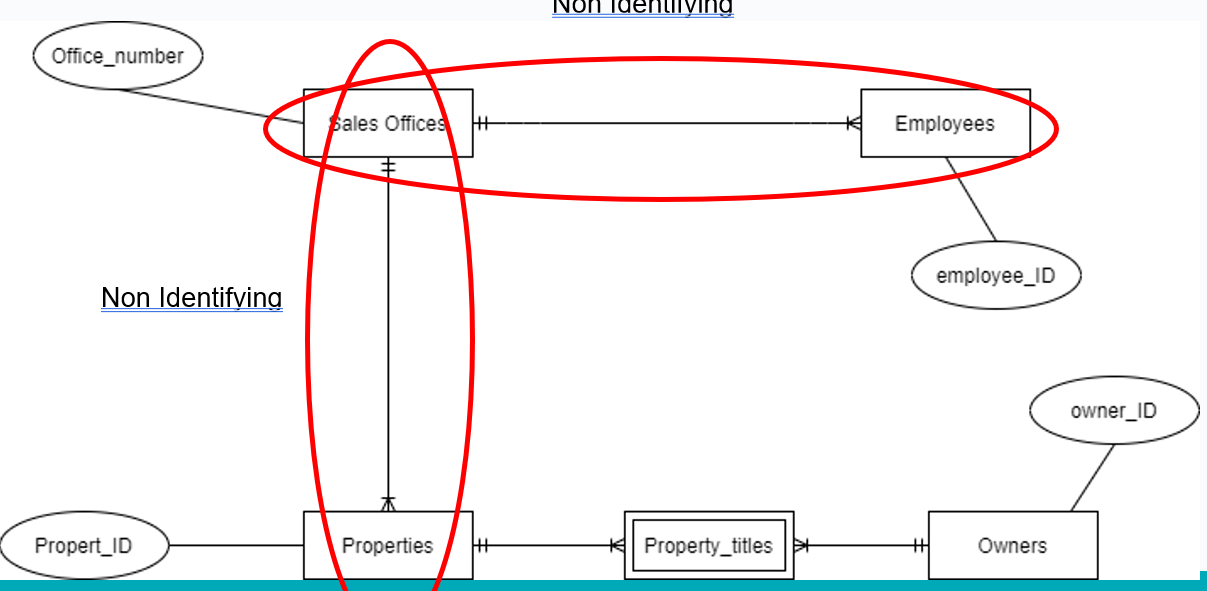 Non Identifying
Office_number
Sales Offices
Employees
employee_ID
Non Identifying
owner_ID
Propert_ID
Properties
Property_titles
Owners